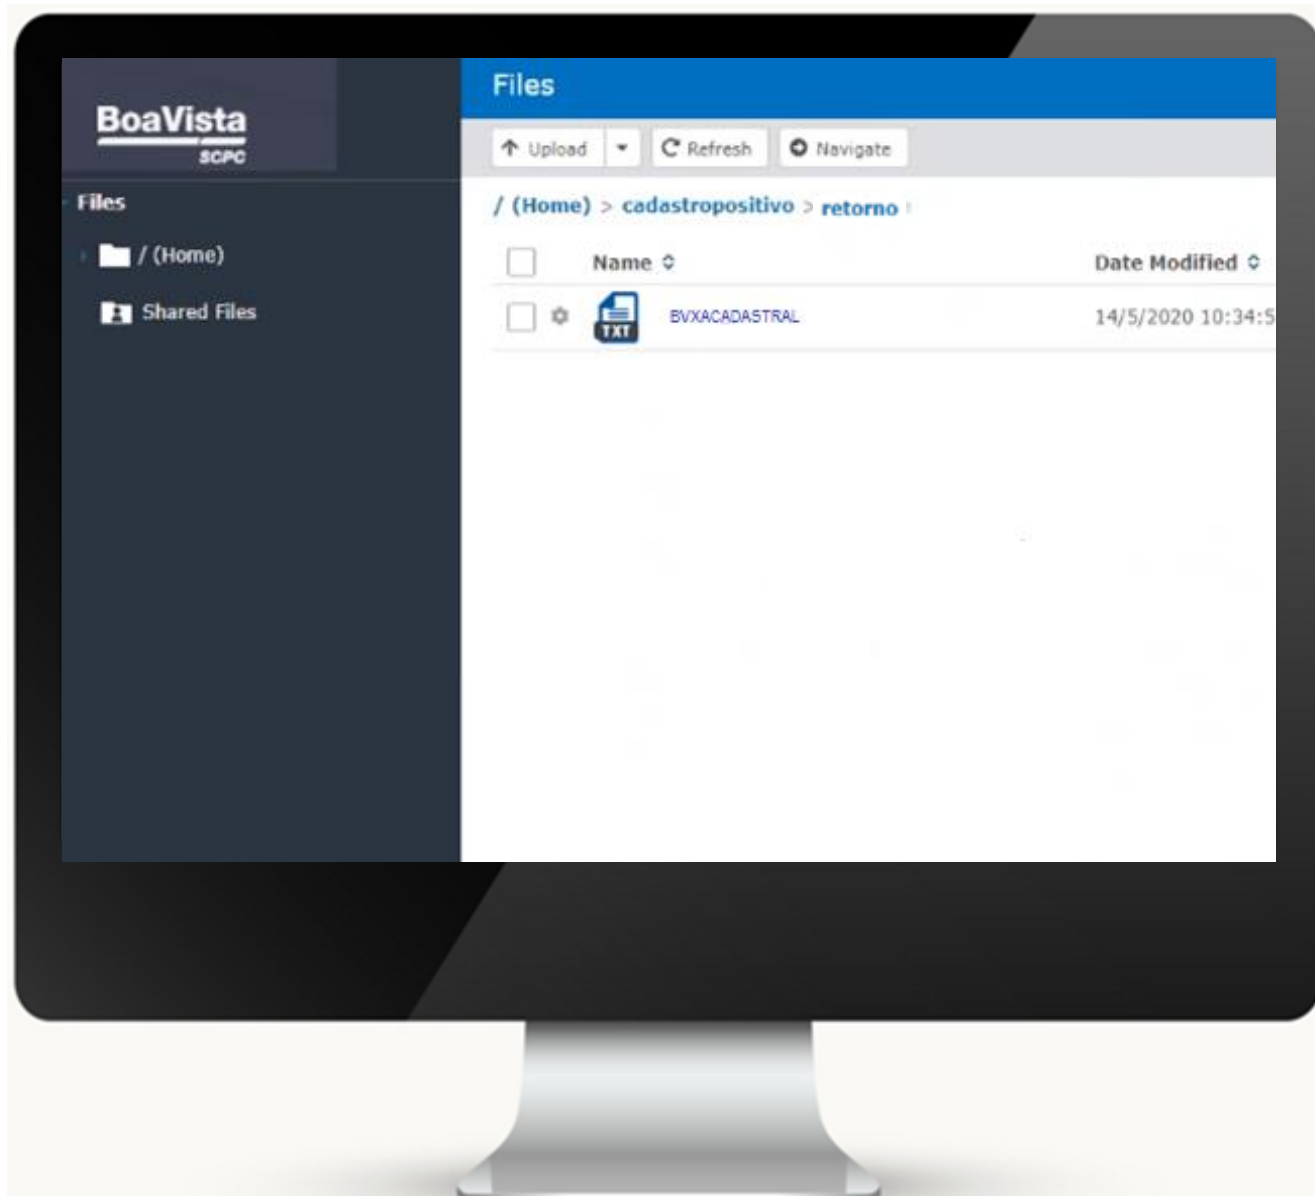 BoaVista
SCPC
Files
/ (Home)
Shared Files
Files
Upload Refresh Navigate
/ (Home) > cadastropositivo > retorno
Name Date Modified
TXT BVXACADASTRAL 14/5/2020 10:34:5